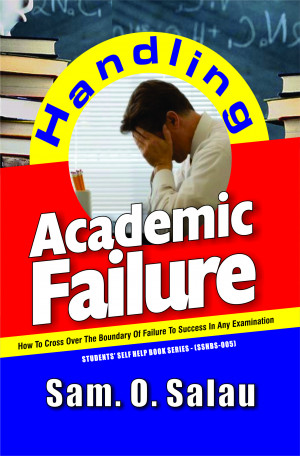 Handling
Academic
Failure
How To Cross Over The Boundary Of Failure To Success In Any Examination
STUDENTS' SELF HELP BOOK SERIES - (SSHBS-005)
Sam. O. Salau